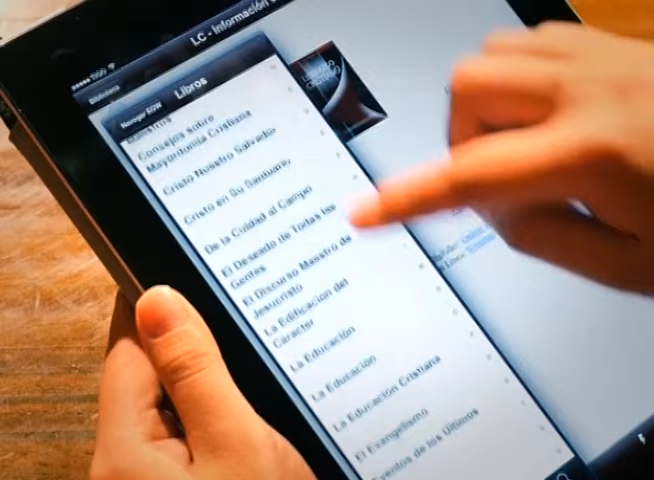 LC - Información
Biblioteca
Libros
Maestros
Consejos sobre
Mayordomía Cristiana
Cristo Nuestro Salvador
Cristo en Su Santuario
De la Ciudad al Campo
El Deseado de Todas las
Gentes
El Discurso Maestro de
Jesucristo
La Edificación del
Carácter
La Educación
La Educación
La Educación Cristiana
El Evangelismo
Eventos de los Últimos